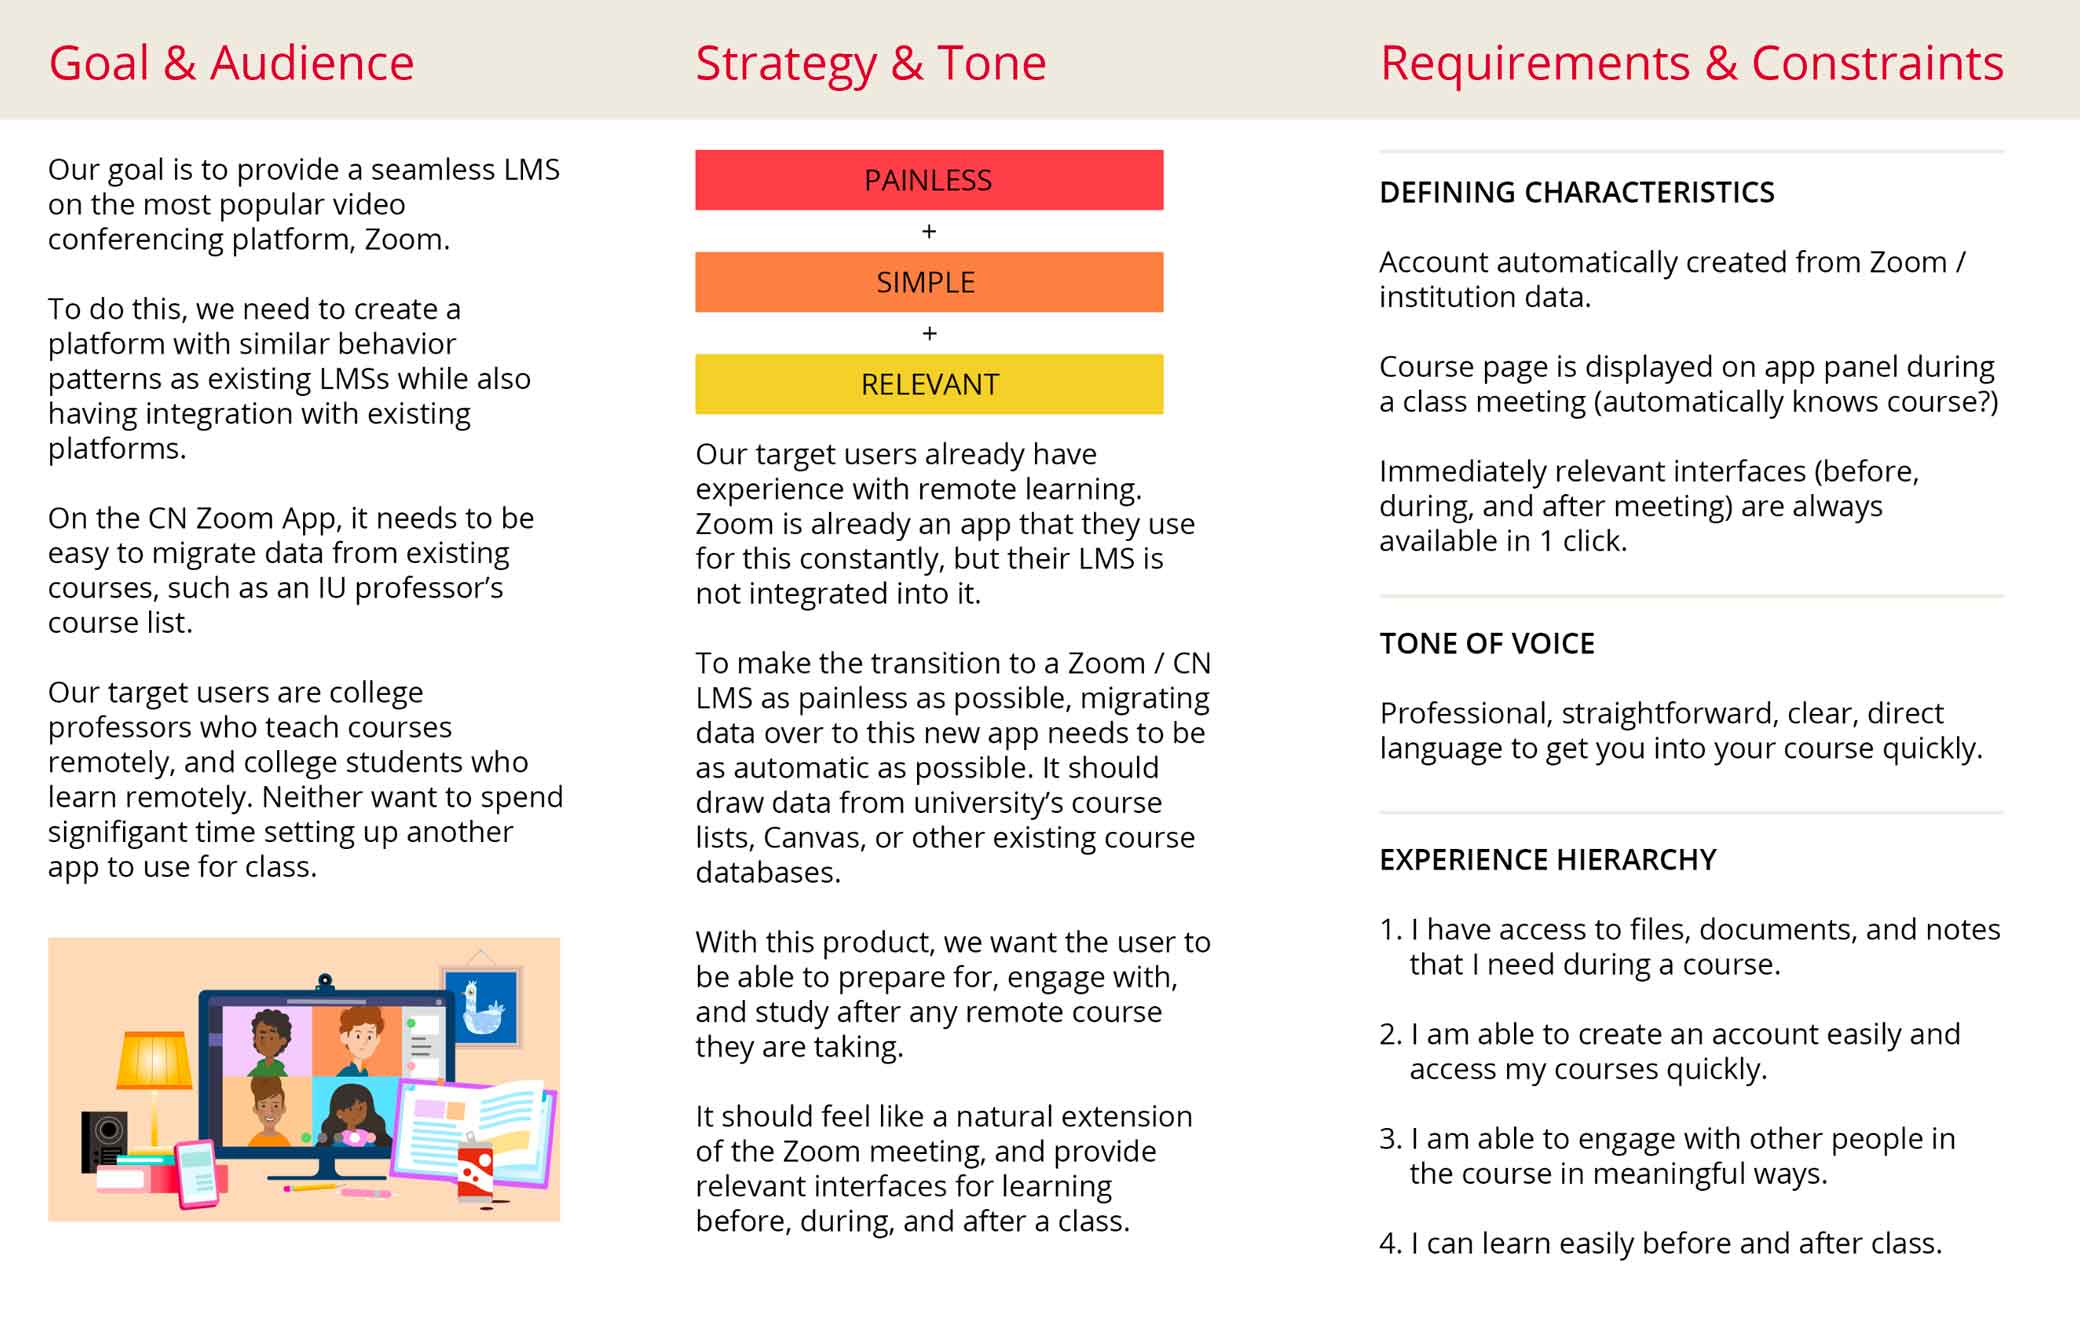 Goal & Audience
Our goal is to provide a seamless LMS
on the most popular video
conferencing platform, Zoom.
To do this, we need to create a
platform with similar behavior
patterns as existing LMSs while also
having integration with existing
platforms.
On the CN Zoom App, it needs to be
easy to migrate data from existing
courses, such as an IU professor’s
course list.
Our target users are college
professors who teach courses
remotely, and college students who
learn remotely. Neither want to spend
signifigant time setting up another
app to use for class.
Strategy & Tone
PAINLESS
+
SIMPLE
+
RELEVANT
Our target users already have
experience with remote learning.
Zoom is already an app that they use
for this constantly, but their LMS is
not integrated into it.
To make the transition to a Zoom / CN
LMS as painless as possible, migrating
data over to this new app needs to be
as automatic as possible. It should
draw data from university’s course
lists, Canvas, or other existing course
databases.
With this product, we want the user to
be able to prepare for, engage with,
and study after any remote course
they are taking.
It should feel like a natural extension
of the Zoom meeting, and provide
relevant interfaces for learning
before, during, and after a class.
Requirements & Constraints
DEFINING CHARACTERISTICS
Account automatically created from Zoom /
institution data.
Course page is displayed on app panel during
a class meeting (automatically knows course?)
Immediately relevant interfaces (before,
during, and after meeting) are always
available in 1 click.
TONE OF VOICE
Professional, straightforward, clear, direct
language to get you into your course quickly.
EXPERIENCE HIERARCHY
1. I have access to files, documents, and notes
that I need during a course.
2. I am able to create an account easily and
access my courses quickly.
3. I am able to engage with other people in
the course in meaningful ways.
4. I can learn easily before and after class.